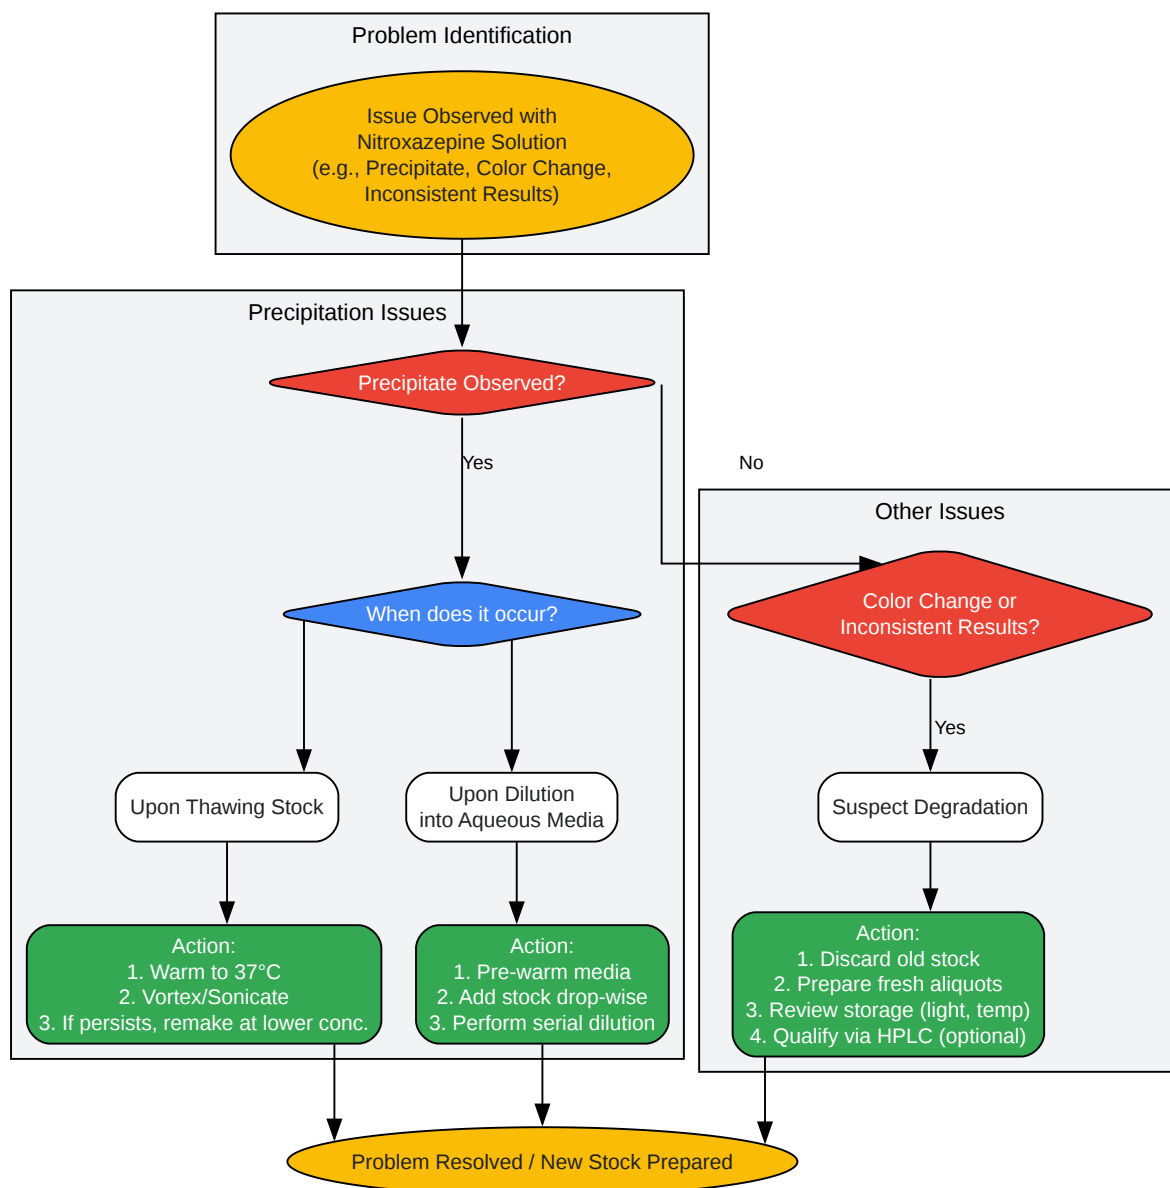 Problem Identification
Issue Observed with
Nitroxazepine Solution
(e.g., Precipitate, Color Change,
Inconsistent Results)
Precipitation Issues
Precipitate Observed?
Yes
No
When does it occur?
Upon Thawing Stock
Upon Dilution
into Aqueous Media
Action:
1. Warm to 37°C
2. Vortex/Sonicate
3. If persists, remake at lower conc.
Action:
1. Pre-warm media
2. Add stock drop-wise
3. Perform serial dilution
Other Issues
Color Change or
Inconsistent Results?
Yes
Suspect Degradation
Action:
1. Discard old stock
2. Prepare fresh aliquots
3. Review storage (light, temp)
4. Qualify via HPLC (optional)
Problem Resolved / New Stock Prepared